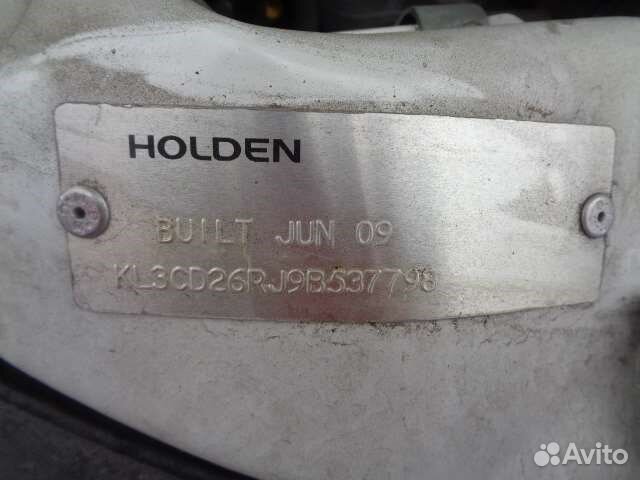 HOLDEN
BUILT JUN 09
KL3CD26RJ9B537798
Avito